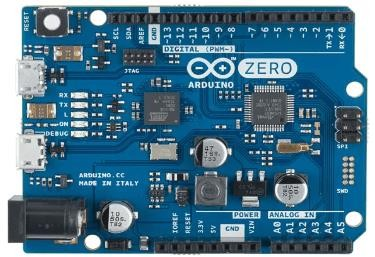 RESET
SCL
SDA
AREF
GND
~13
~12
~11
~10
~9
~8
7
~6
~5
~4
~3
2
TX→1
RX←0
DIGITAL (PWM~)
JTAG
ARDUINO
ZERO
RX
TX
L
ON
DEBUG
SPI
SWD
ARDUINO.CC
MADE IN ITALY
IOREF
RESET
3.3V
5V
GND
VIN
POWER
ANALOG IN
A0
A1
A2
A3
A4
A5